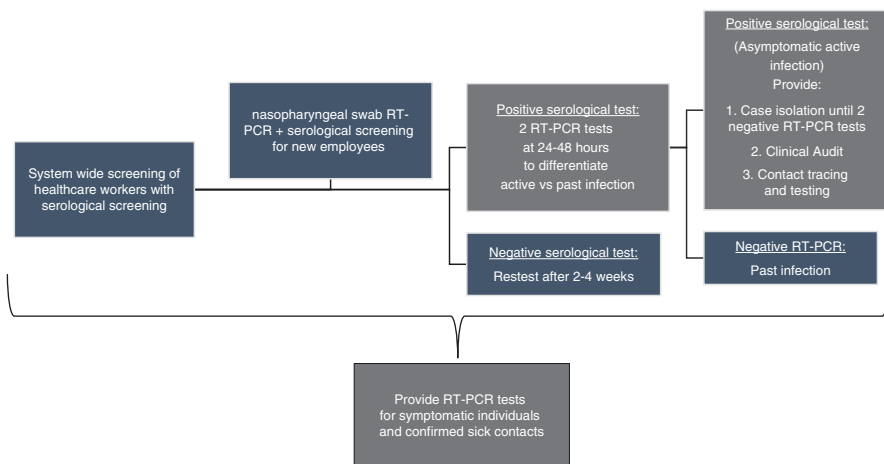 System wide screening of
healthcare workers with
serological screening
nasopharyngeal swab RT-
PCR + serological screening
for new employees
Positive serological test:
2 RT-PCR tests
at 24-48 hours
to differentiate
active vs past infection
Negative serological test:
Restest after 2-4 weeks
Positive serological test:
(Asymptomatic active
infection)
Provide:
1. Case isolation until 2
negative RT-PCR tests
2. Clinical Audit
3. Contact tracing
and testing
Negative RT-PCR:
Past infection
Provide RT-PCR tests
for symptomatic individuals
and confirmed sick contacts